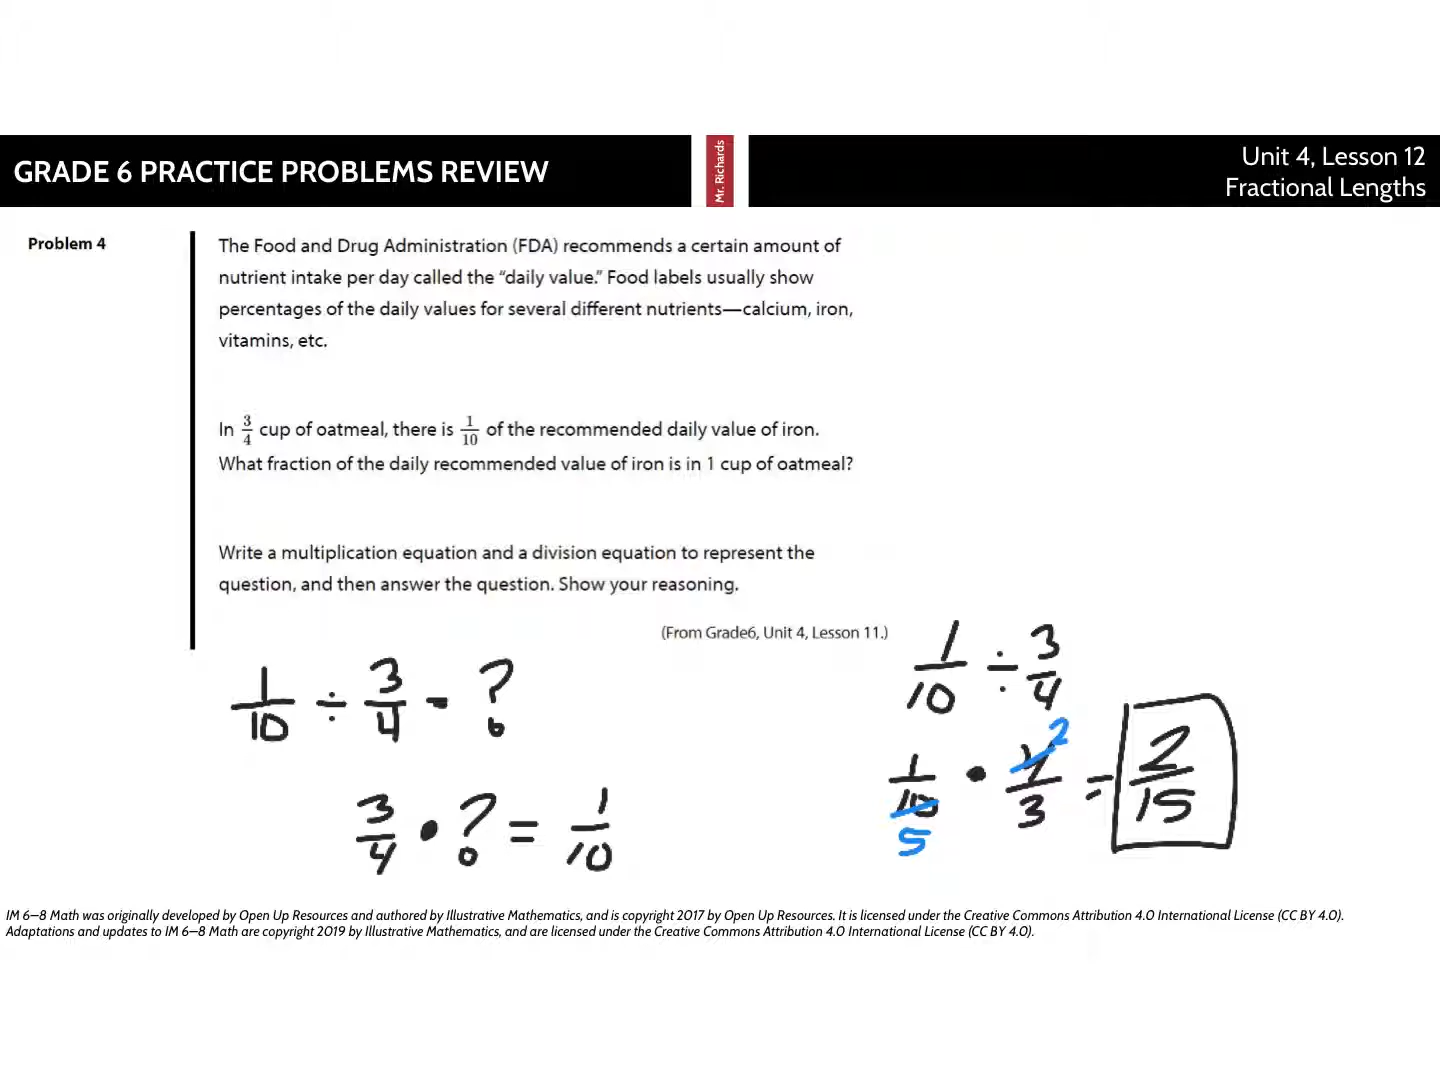 GRADE 6 PRACTICE PROBLEMS REVIEW
Mr. Richards
Unit 4, Lesson 12
Fractional Lengths
Problem 4
The Food and Drug Administration (FDA) recommends a certain amount of
nutrient intake per day called the “daily value.” Food labels usually show
percentages of the daily values for several different nutrients—calcium, iron,
vitamins, etc.
In 3/4 cup of oatmeal, there is 1/10 of the recommended daily value of iron.
What fraction of the daily recommended value of iron is in 1 cup of oatmeal?
Write a multiplication equation and a division equation to represent the
question, and then answer the question. Show your reasoning.
(From Grade6, Unit 4, Lesson 11.)
1/10 ÷ 3/4 = ?
3/4 • ? = 1/10
1/10 ÷ 3/4
2
1/10 • 4/3 = 2/15
5
IM 6–8 Math was originally developed by Open Up Resources and authored by Illustrative Mathematics, and is copyright 2017 by Open Up Resources. It is licensed under the Creative Commons Attribution 4.0 International License (CC BY 4.0).
Adaptations and updates to IM 6–8 Math are copyright 2019 by Illustrative Mathematics, and are licensed under the Creative Commons Attribution 4.0 International License (CC BY 4.0).